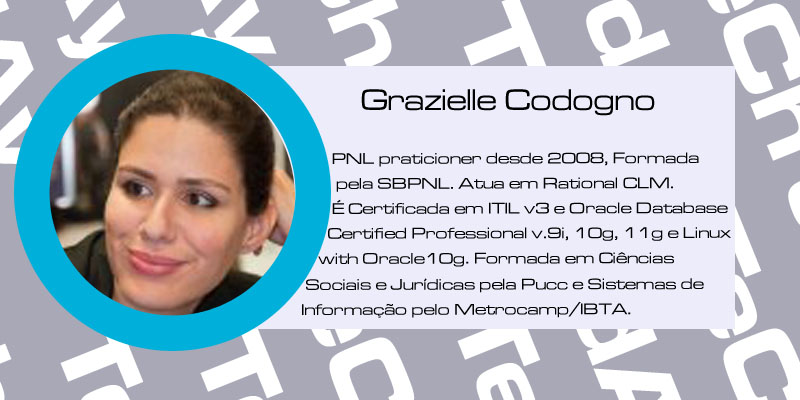 Grazielle Codogno
PNL praticioner desde 2008, Formada
pela SBPNL. Atua em Rational CLM.
É Certificada em ITIL v3 e Oracle Database
Certified Professional v.9i, 10g, 11g e Linux
with Oracle10g. Formada em Ciências
Sociais e Jurídicas pela Pucc e Sistemas de
Informação pelo Metrocamp/IBTA.